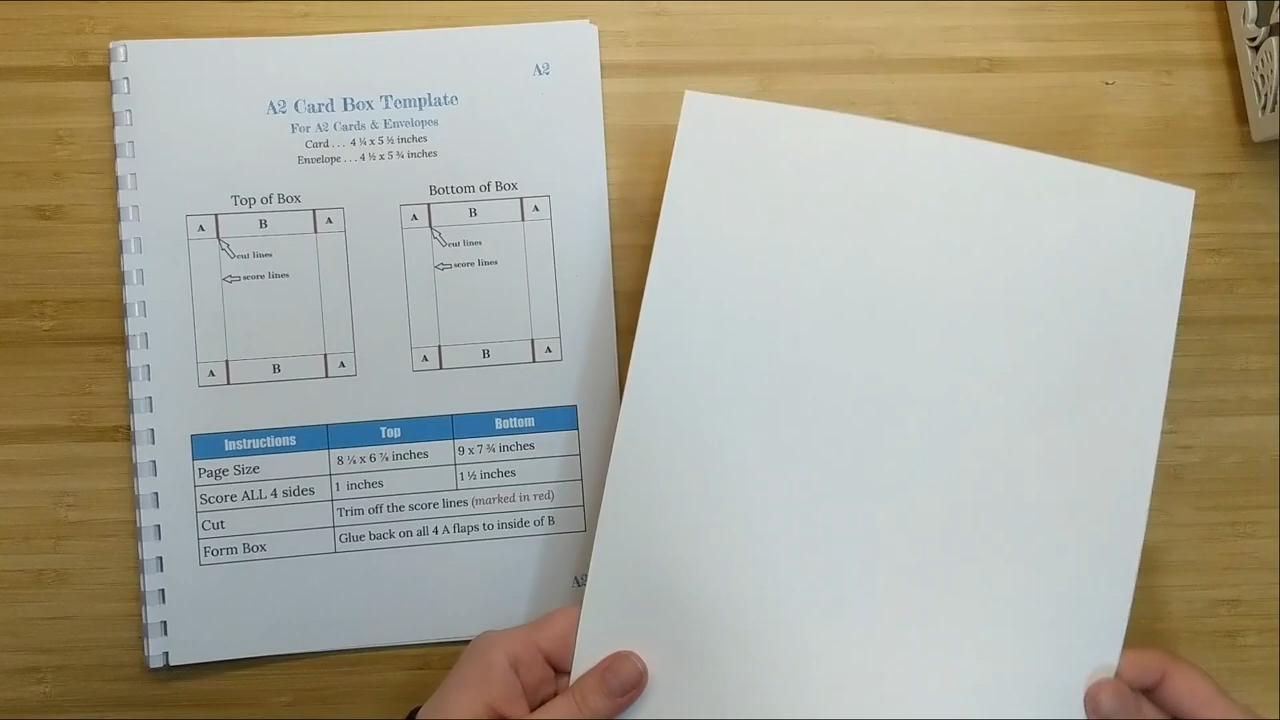 A2
A2 Card Box Template
For A2 Cards & Envelopes
Card . . . 4 ¼ x 5 ½ inches
Envelope . . . 4 ½ x 5 ¾ inches
Top of Box
A B A
cut lines
score lines
A B A
Bottom of Box
A B A
cut lines
score lines
A B A
Instructions Top Bottom
Page Size 8 ⅛ x 6 ⅞ inches 9 x 7 ¾ inches
Score ALL 4 sides 1 inches 1 ½ inches
Cut Trim off the score lines (marked in red)
Form Box Glue back on all 4 A flaps to inside of B
A2